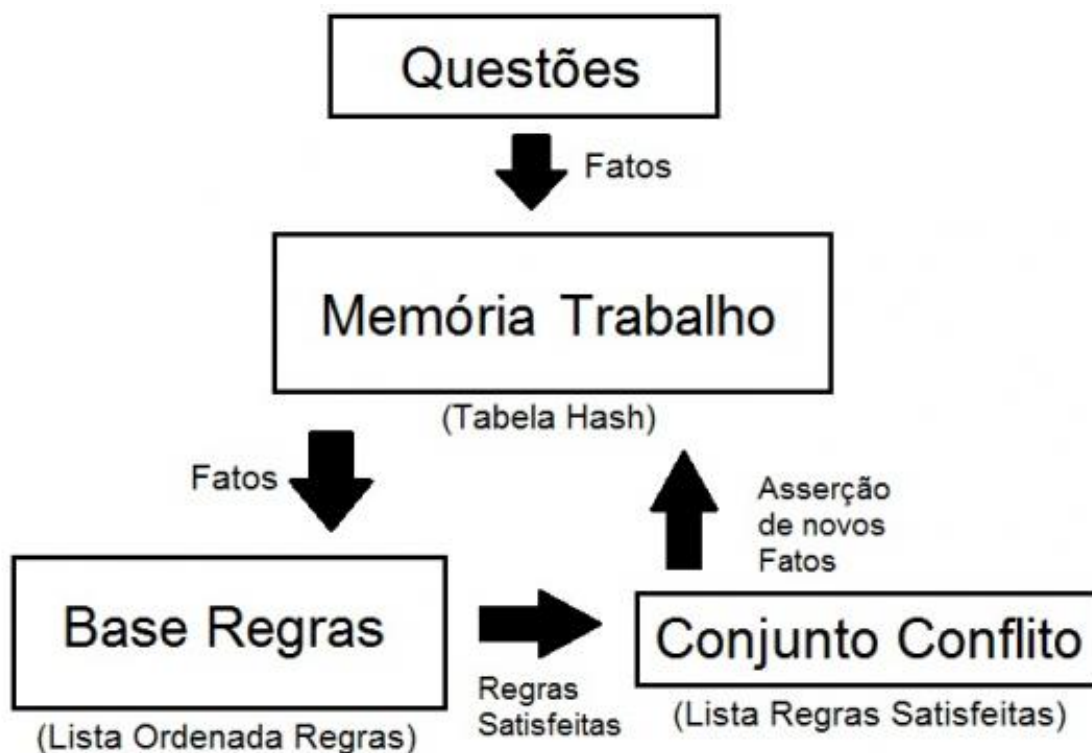 Questões
Fatos
Memória Trabalho
(Tabela Hash)
Fatos
Asserção
de novos
Fatos
Base Regras
Conjunto Conflito
Regras
Satisfeitas
(Lista Ordenada Regras)
(Lista Regras Satisfeitas)